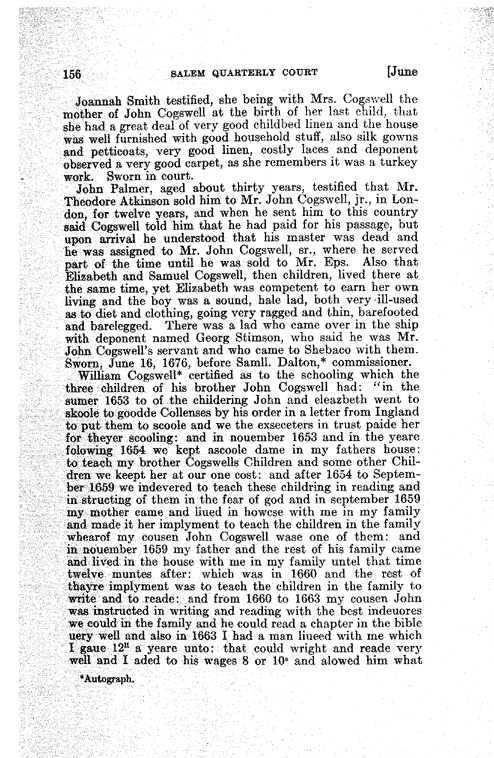 156 SALEM QUARTERLY COURT [June
Joannah Smith testified, she being with Mrs. Cogswell the
mother of John Cogswell at the birth of her last child, that
she had a great deal of very good childbed linen and the house
was well furnished with good household stuff, also silk gowns
and petticoats, very good linen, costly laces and deponent
observed a very good carpet, as she remembers it was a turkey
work. Sworn in court.
John Palmer, aged about thirty years, testified that Mr.
Theodore Atkinson sold him to Mr. John Cogswell, jr., in Lon-
don, for twelve years, and when he sent him to this country
said Cogswell told him that he had paid for his passage, but
upon arrival he understood that his master was dead and
he was assigned to Mr. John Cogswell, sr., where he served
part of the time until he was sold to Mr. Eps. Also that
Elizabeth and Samuel Cogswell, then children, lived there at
the same time, yet Elizabeth was competent to earn her own
living and the boy was a sound, hale lad, both very ill-used
as to diet and clothing, going very ragged and thin, barefooted
and barelegged. There was a lad who came over in the ship
with deponent named Georg Stimson, who said he was Mr.
John Cogswell's servant and who came to Shebaco with them.
Sworn, June 16, 1676, before Samll. Dalton,* commissioner.
William Cogswell* certified as to the schooling which the
three children of his brother John Cogswell had: "in the
sumer 1653 to of the childering John and eleazbeth went to
skoole to goodde Collenses by his order in a letter from Ingland
to put them to scoole and we the exseceters in trust paide her
for theyer scooling: and in nouember 1653 and in the yeare
folowing 1654 we kept ascoole dame in my fathers house:
to teach my brother Cogswells Children and some other Chil-
dren we keept her at our one cost: and after 1654 to Septem-
ber 1659 we indevered to teach these childring in reading and
in structing of them in the fear of god and in september 1659
my mother came and liued in howcse with me in my family
and made it her implyment to teach the children in the family
whearof my cousen John Cogswell wase one of them: and
in nouember 1659 my father and the rest of his family came
and lived in the house with me in my family untel that time
twelve muntes after: which was in 1660 and the rest of
thayre implyment was to teach the children in the family to
write and to reade: and from 1660 to 1663 my cousen John
was instructed in writing and reading with the best indeuores
we could in the family and he could read a chapter in the bible
uery well and also in 1663 I had a man liueed with me which
I gaue 12ˡⁱ a yeare unto: that could wright and reade very
well and I aded to his wages 8 or 10ˢ and alowed him what
*Autograph.